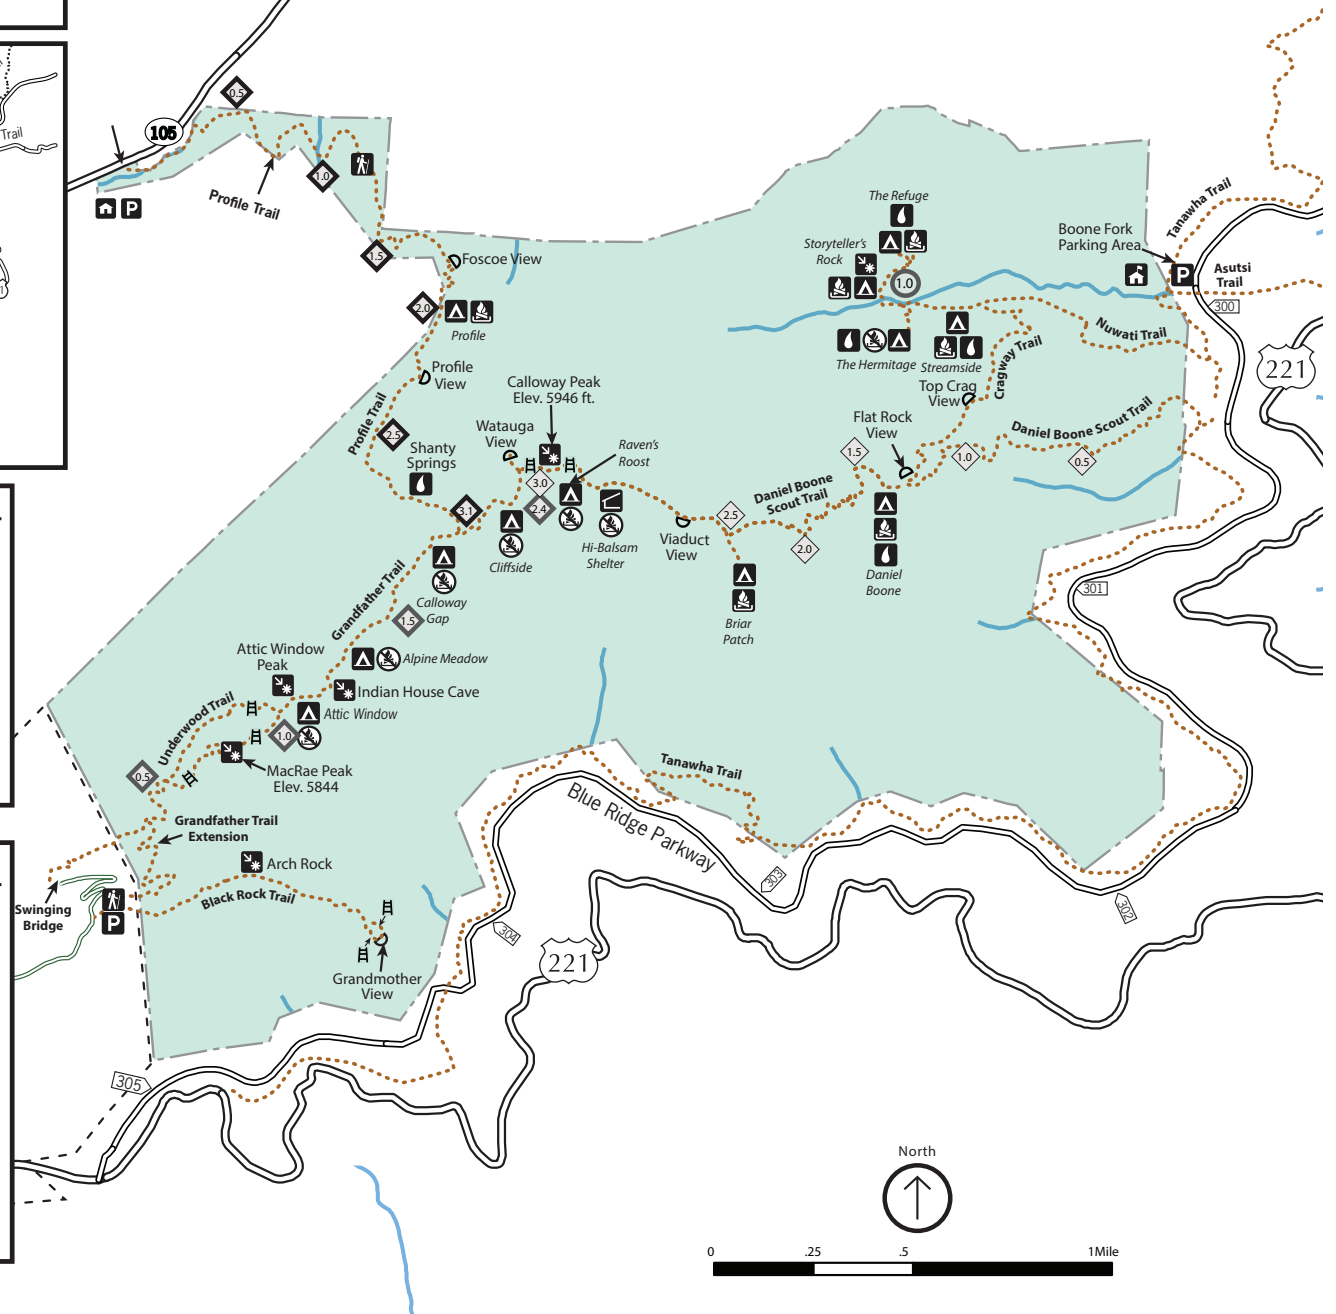 Trail
0.5
105
1.0
Profile Trail
1.5
Foscoe View
2.0
Profile
Profile
View
Profile Trail
2.5
Shanty
Springs
3.1
Calloway Peak
Elev. 5946 ft.
Watauga
View
Raven's
Roost
3.0
2.4
Cliffside
Hi-Balsam
Shelter
Viaduct
View
2.5
Daniel Boone
Scout Trail
2.0
1.5
Briar
Patch
The Refuge
Storyteller's
Rock
1.0
The Hermitage
Streamside
Top Crag
View
Cragway Trail
Flat Rock
View
1.0
0.5
Daniel Boone Scout Trail
Daniel
Boone
Nuwati Trail
Boone Fork
Parking Area
P
Tanawha Trail
Asutsi
Trail
300
221
301
Grandfather Trail
Calloway
Gap
1.5
Alpine Meadow
Attic Window
Peak
Indian House Cave
Attic Window
1.0
Underwood Trail
0.5
MacRae Peak
Elev. 5844
Grandfather Trail
Extension
Arch Rock
Black Rock Trail
Swinging
Bridge
P
P
Grandmother
View
Tanawha Trail
Blue Ridge Parkway
303
302
304
221
305
North
0 .25 .5 1Mile